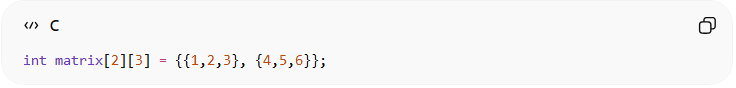 </> C
int matrix[2][3] = {{1,2,3}, {4,5,6}};